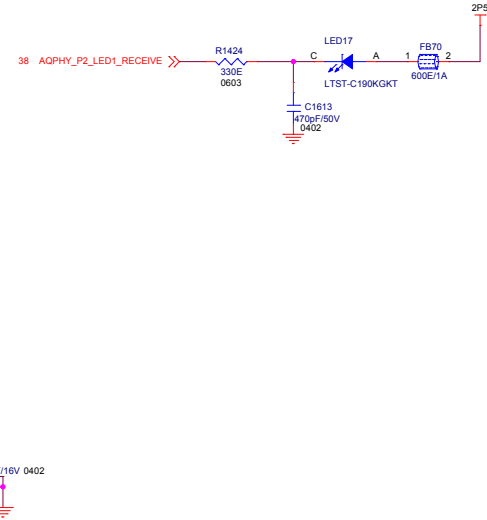 2P5
LED17
R1424
C
A
1
FB70
2
38 AQPHY_P2_LED1_RECEIVE
330E
0603
LTST-C190KGKT
600E/1A
C1613
470pF/50V
0402
/16V 0402